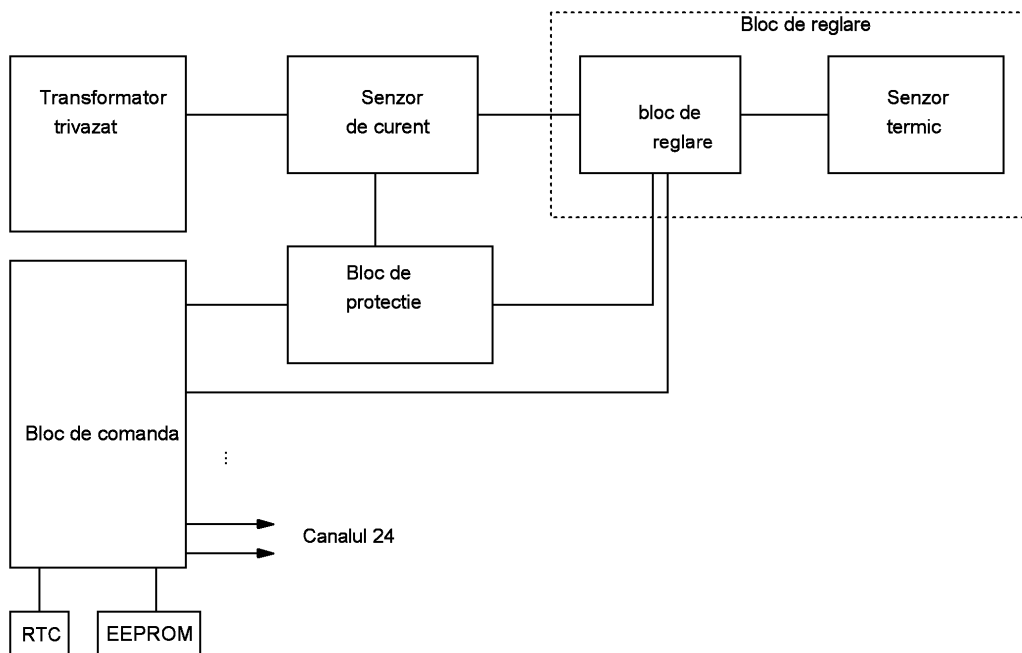 Bloc de reglare
Transformator
trivazat
Senzor
de curent
bloc de
reglare
Senzor
termic
Bloc de
protectie
Bloc de comanda
...
Canalul 24
RTC
EEPROM